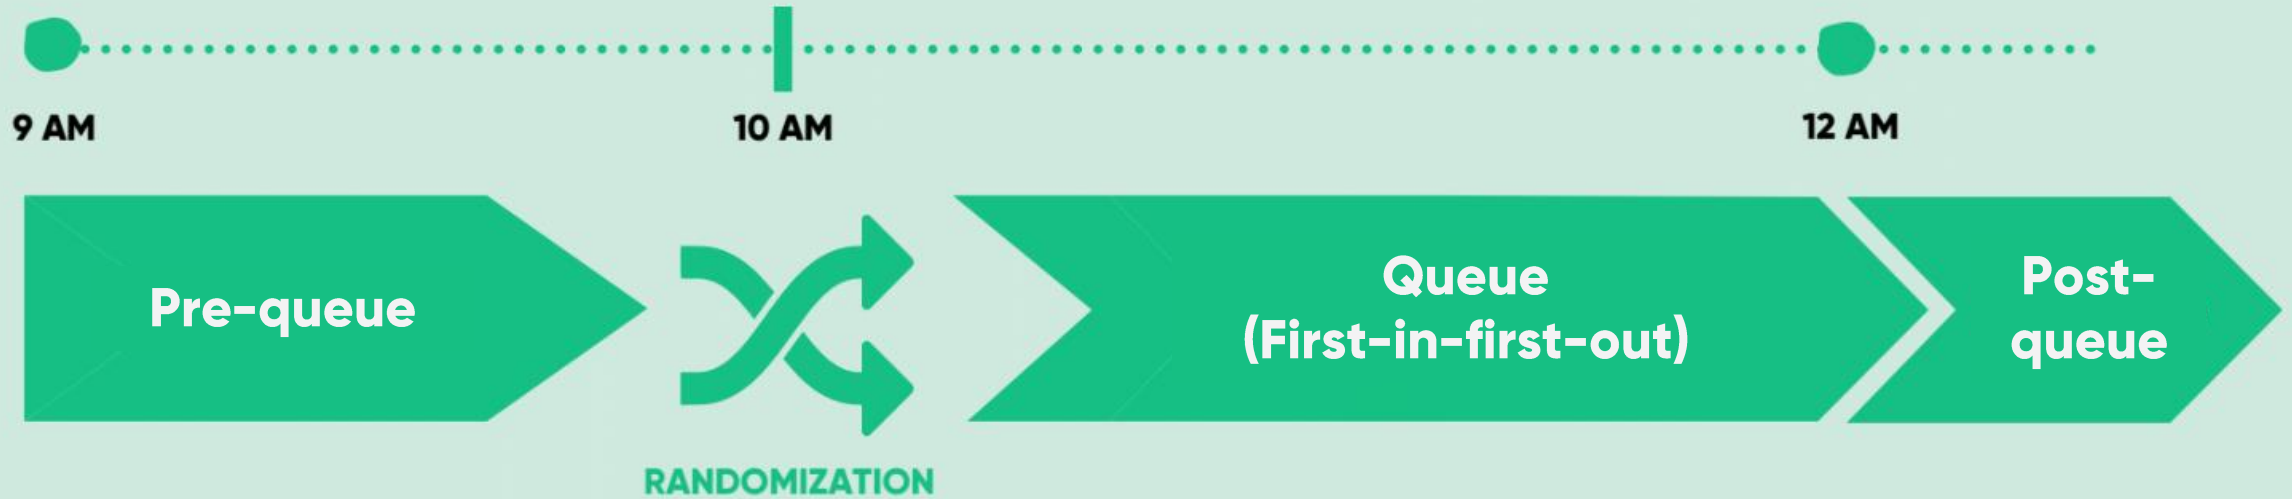 9 AM
10 AM
12 AM
Pre-queue
RANDOMIZATION
Queue
(First-in-first-out)
Post-
queue